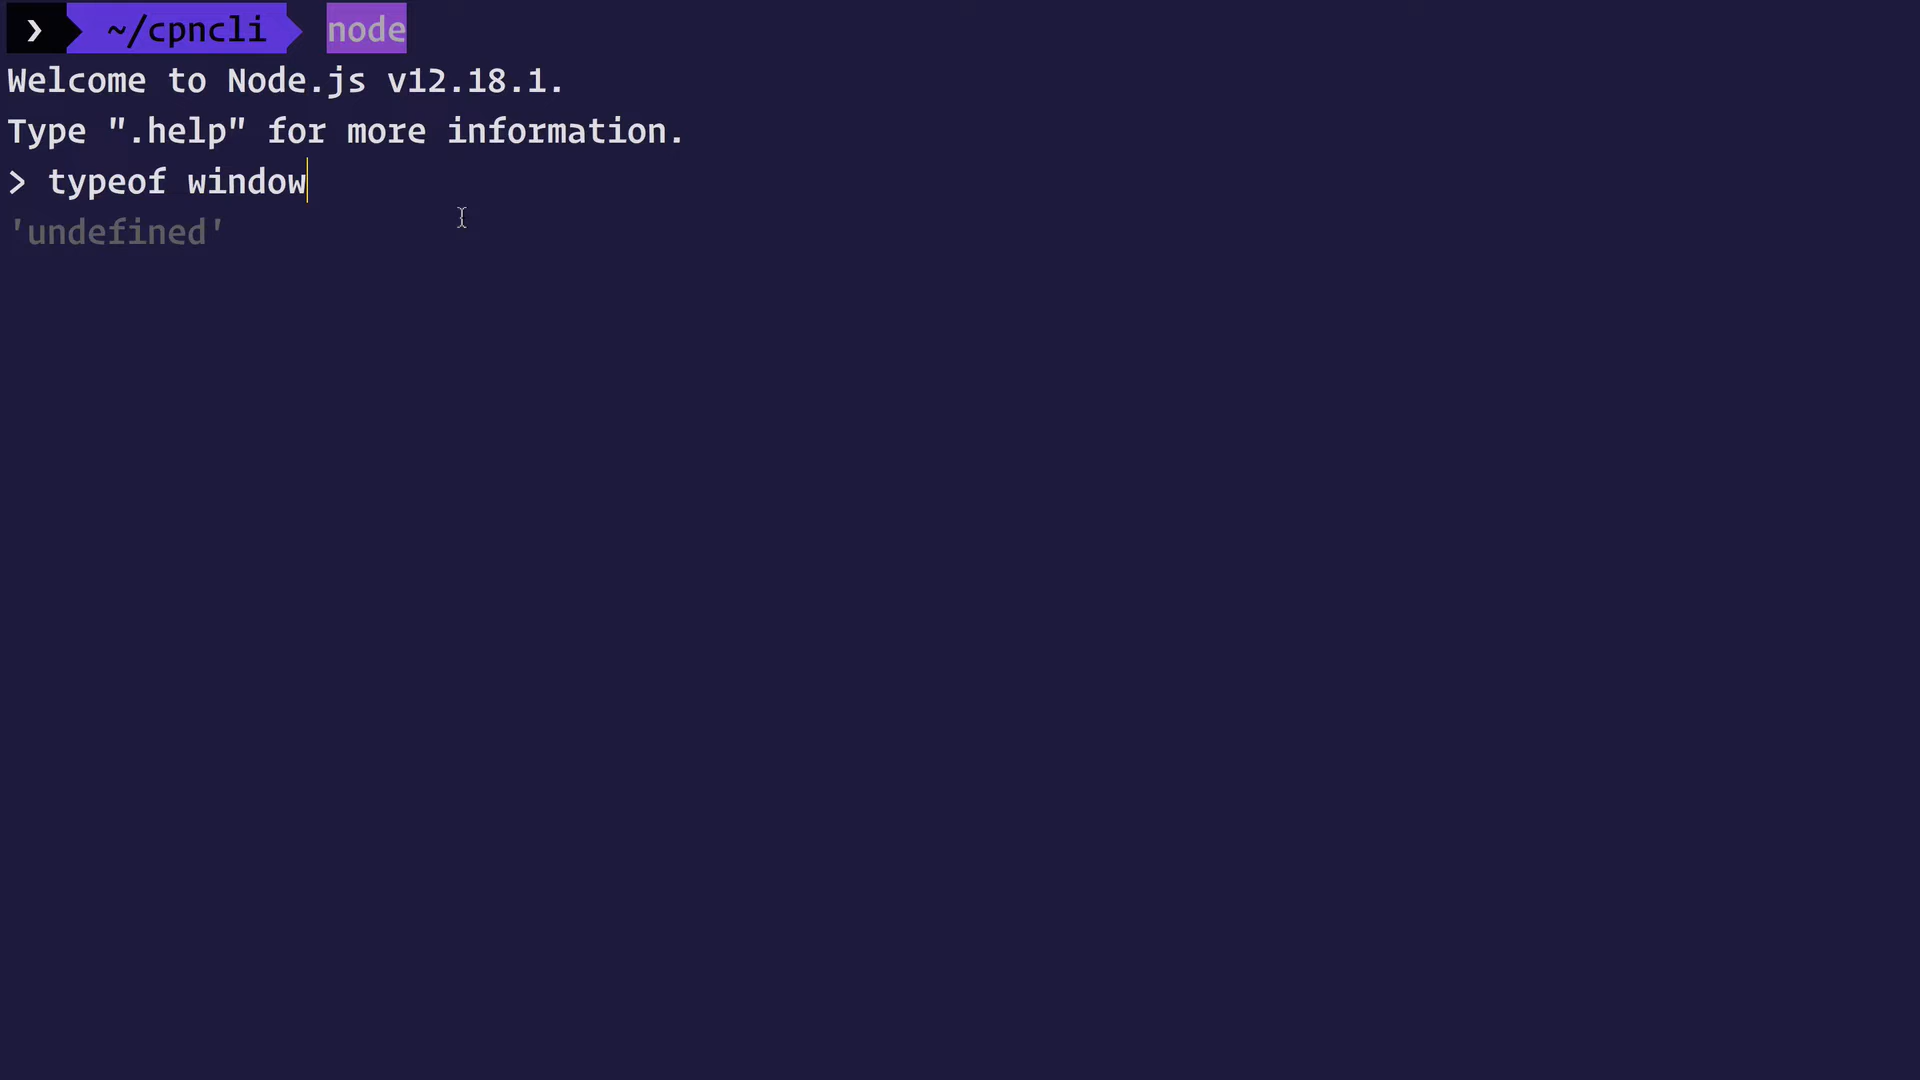 ❯ ~/cpncli node
Welcome to Node.js v12.18.1.
Type ".help" for more information.
> typeof window
'undefined'